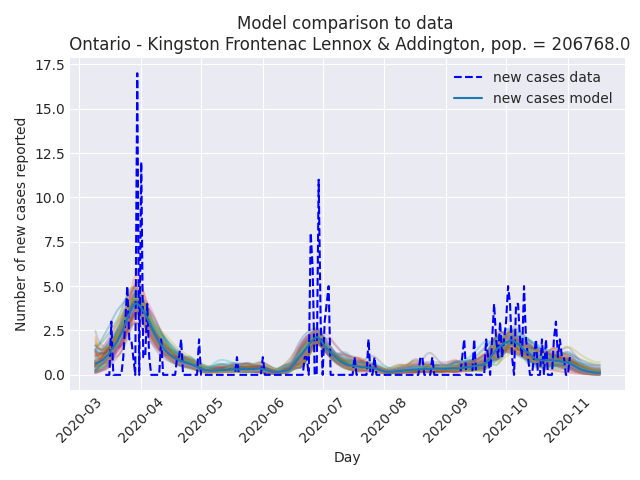 Model comparison to data
Ontario - Kingston Frontenac Lennox & Addington, pop. = 206768.0
new cases data
new cases model
Number of new cases reported
17.5
15.0
12.5
10.0
7.5
5.0
2.5
0.0
2020-03
2020-04
2020-05
2020-06
2020-07
2020-08
2020-09
2020-10
2020-11
Day